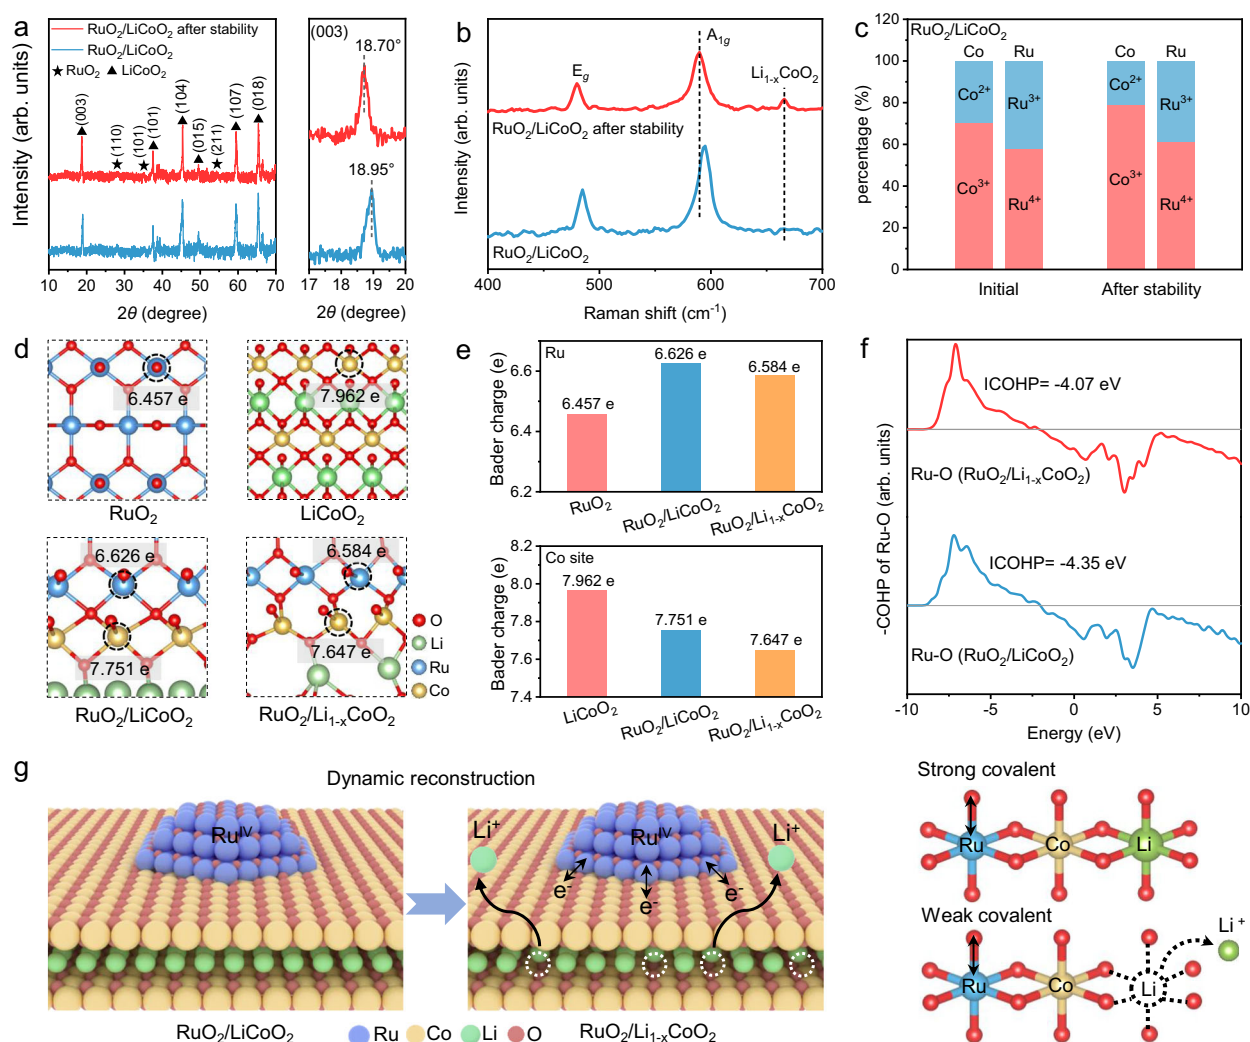 a
Intensity (arb. units)
RuO₂/LiCoO₂ after stability
RuO₂/LiCoO₂
★RuO₂ ▲ LiCoO₂
(003)
(110)
(101)
(101)
(104)
(015)
(211)
(107)
(018)
10 20 30 40 50 60 70
2θ (degree)
(003)
18.70°
18.95°
17 18 19 20
2θ (degree)
b
Intensity (arb. units)
E₉
A₁g
Li₁₋ₓCoO₂
RuO₂/LiCoO₂ after stability
RuO₂/LiCoO₂
400 500 600 700
Raman shift (cm⁻¹)
c
percentage (%)
120
100
80
60
40
20
0
RuO₂/LiCoO₂
Co Ru Co Ru
Co²⁺ Ru³⁺ Co²⁺ Ru³⁺
Co³⁺ Ru⁴⁺ Co³⁺ Ru⁴⁺
Initial After stability
d
6.457 e
RuO₂
7.962 e
LiCoO₂
6.626 e
7.751 e
RuO₂/LiCoO₂
6.584 e
7.647 e
RuO₂/Li₁₋ₓCoO₂
O
Li
Ru
Co
e
Bader charge (e)
6.6
6.4
6.2
Ru
6.457 e
6.626 e
6.584 e
RuO₂
RuO₂/LiCoO₂
RuO₂/Li₁₋ₓCoO₂
Bader charge (e)
8.2
8.0
7.8
7.6
7.4
Co site
7.962 e
7.751 e
7.647 e
LiCoO₂
RuO₂/LiCoO₂
RuO₂/Li₁₋ₓCoO₂
f
-COHP of Ru-O (arb. units)
ICOHP= -4.07 eV
Ru-O (RuO₂/Li₁₋ₓCoO₂)
ICOHP= -4.35 eV
Ru-O (RuO₂/LiCoO₂)
-10 -5 0 5 10
Energy (eV)
g
Dynamic reconstruction
Ru^IV
Li⁺
Ru^IV
Li⁺
e⁻
e⁻
e⁻
RuO₂/LiCoO₂
Ru Co Li O
RuO₂/Li₁₋ₓCoO₂
Strong covalent
Ru Co Li
Weak covalent
Li⁺
Ru Co Li